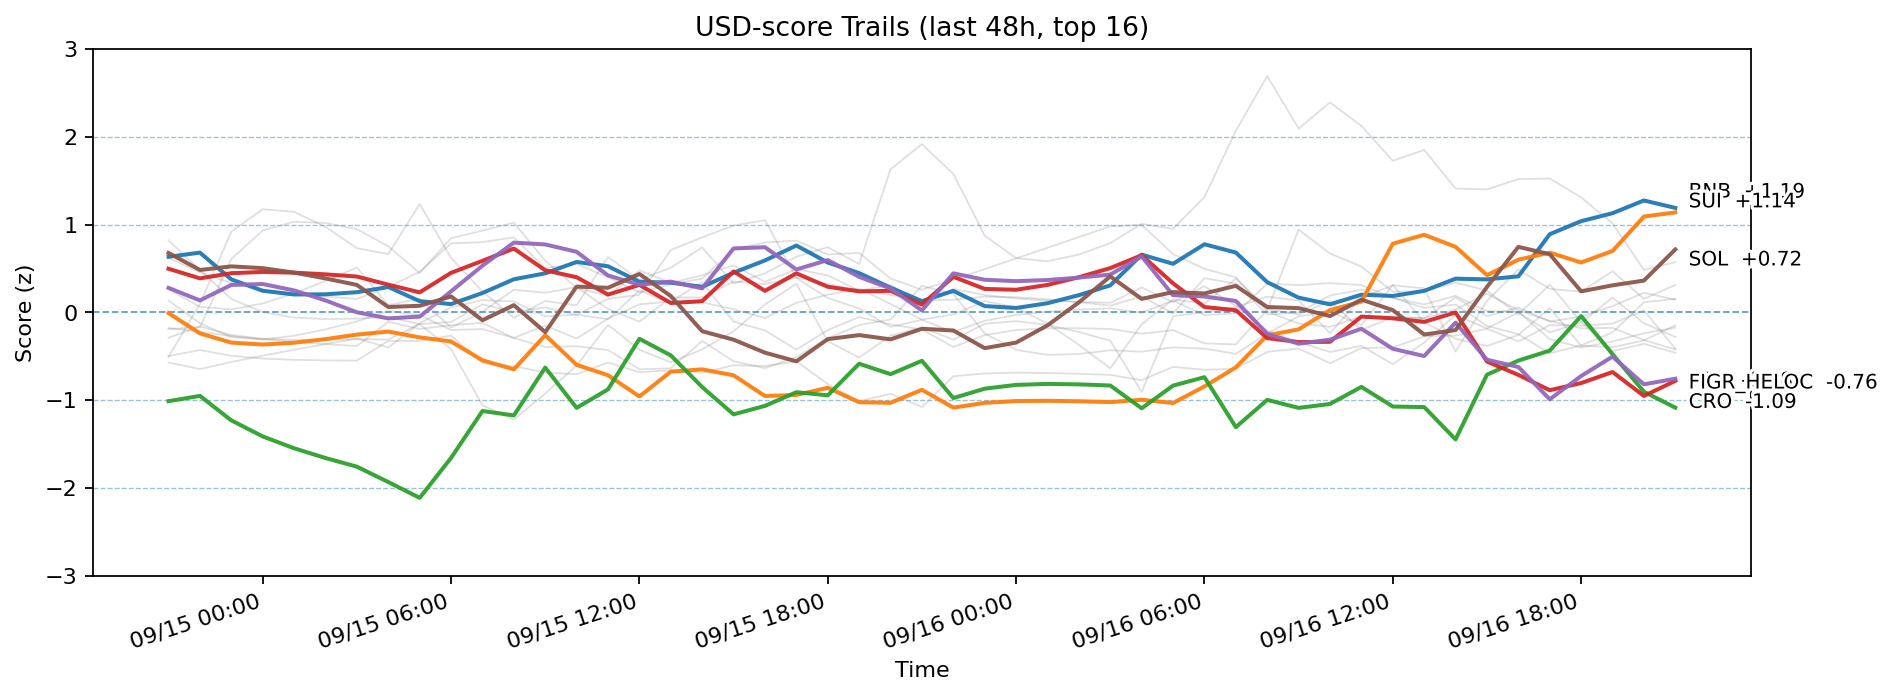 USD-score Trails (last 48h, top 16)
3
2
1
0
−1
−2
−3
Score (z)
BNB +1.19
SUI +1.14
SOL +0.72
FIGR_HELOC -0.76
CRO -1.09
09/15 00:00
09/15 06:00
09/15 12:00
09/15 18:00
09/16 00:00
09/16 06:00
09/16 12:00
09/16 18:00
Time